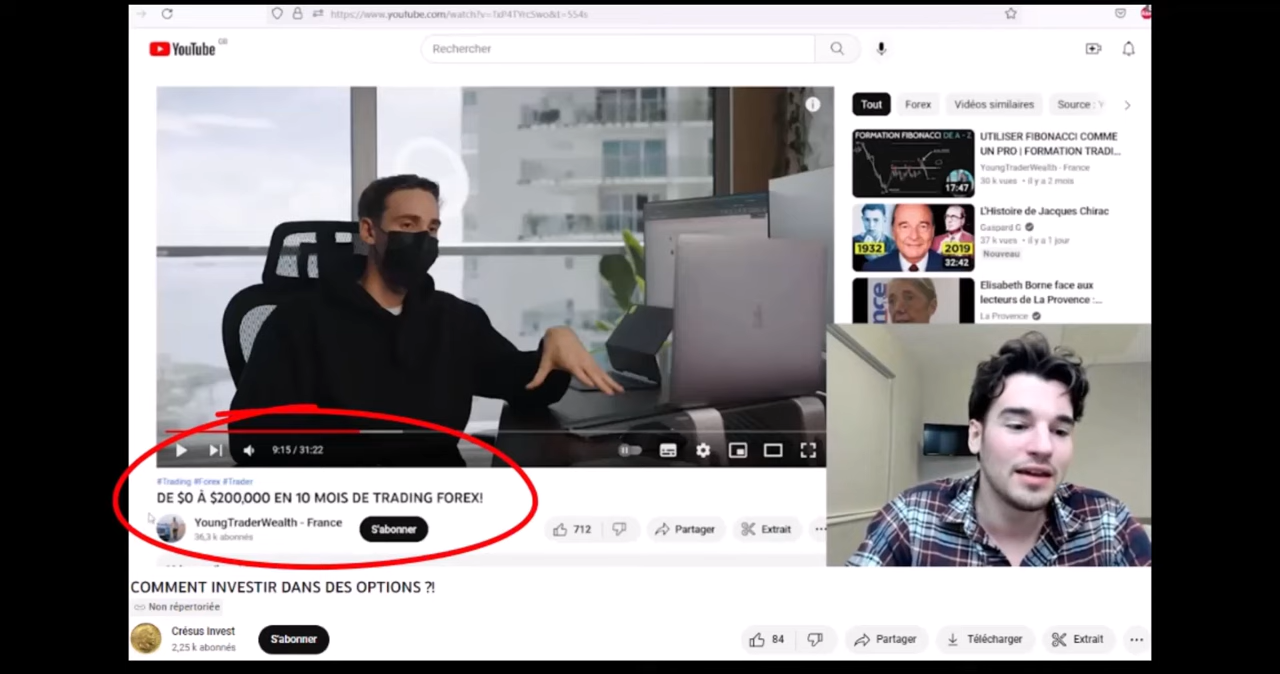 YouTube GB
Rechercher
Tout
Forex
Vidéos similaires
Source :
FORMATION FIBONACCI DE A - Z
17:47
UTILISER FIBONACCI COMME
UN PRO | FORMATION TRADI...
YoungTraderWealth - France
30 k vues • il y a 2 mois
1932
2019
32:42
L'Histoire de Jacques Chirac
Gaspard G
37 k vues • il y a 1 jour
Nouveau
Elisabeth Borne face aux
lecteurs de La Provence :...
La Provence
9:15 / 31:22
#Trading #Forex #Trader
DE $0 À $200,000 EN 10 MOIS DE TRADING FOREX!
YoungTraderWealth - France
36,3 k abonnés
S'abonner
712
Partager
Extrait
COMMENT INVESTIR DANS DES OPTIONS ?!
Non répertoriée
Crésus Invest
2,25 k abonnés
S'abonner
84
Partager
Télécharger
Extrait